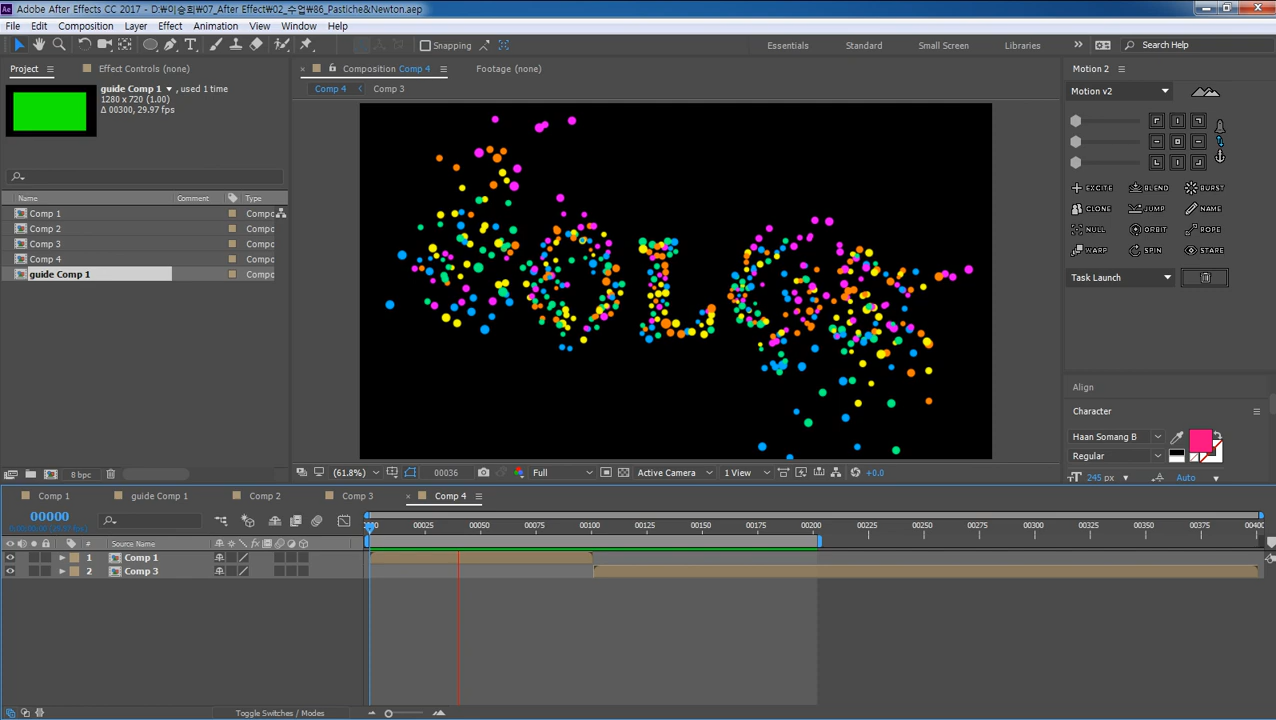 Adobe After Effects CC 2017 - D:₩이승희₩07_After Effect₩02_수업₩86_Pastiche&Newton.aep
File Edit Composition Layer Effect Animation View Window Help
Snapping Essentials Standard Small Screen Libraries Search Help
Project Effect Controls (none) Composition Comp 4 Footage (none) Motion 2
guide Comp 1 , used 1 time
1280 x 720 (1.00)
Δ 00300, 29.97 fps
Comp 4 Comp 3
Motion v2
Name Comment Type
Comp 1 Compo
Comp 2 Compo
Comp 3 Compo
Comp 4 Compo
guide Comp 1 Compo
EXCITE BLEND BURST
CLONE JUMP NAME
NULL ORBIT ROPE
WARP SPIN STARE
Task Launch
Align
Character
Haan Somang B
Regular
245 px Auto
8 bpc (61.8%) 00036 Full Active Camera 1 View +0.0
Comp 1 guide Comp 1 Comp 2 Comp 3 Comp 4
00000
# Source Name
00025 00050 00075 00100 00125 00150 00175 00200 00225 00250 00275 00300 00325 00350 00375
1 Comp 1
2 Comp 3
Toggle Switches / Modes